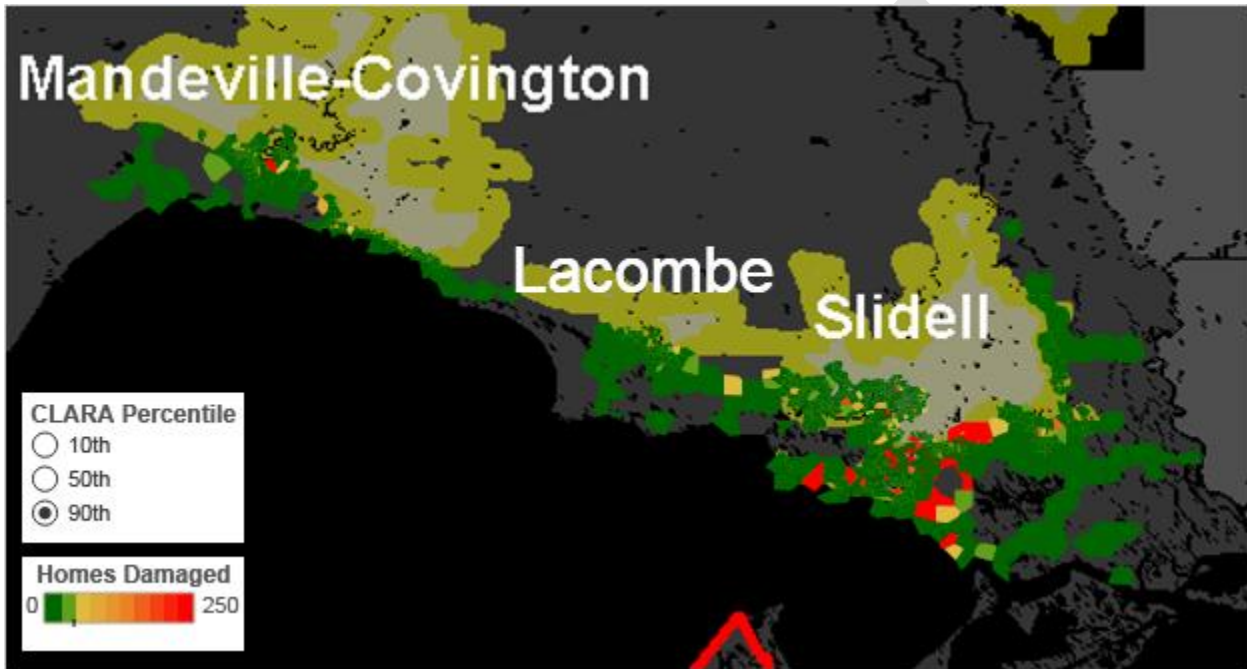 Mandeville-Covington
Lacombe
Slidell
CLARA Percentile
10th
50th
90th
Homes Damaged
0 250